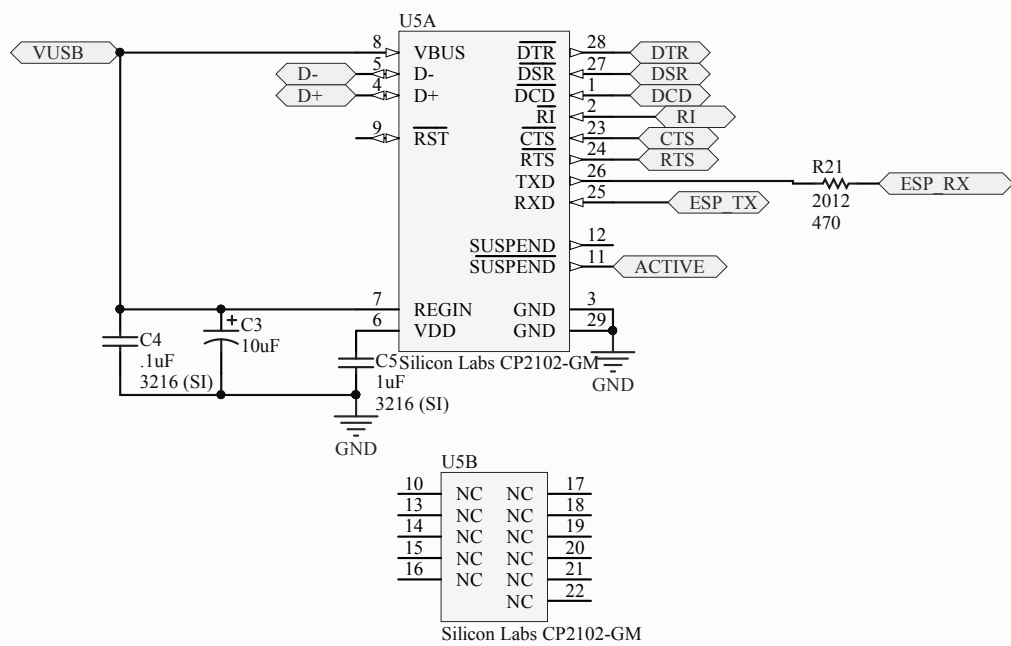 U5A
VUSB
8
VBUS
DTR
28
DTR
D-
5
D-
DSR
27
DSR
D+
4
D+
DCD
1
DCD
RI
2
RI
9
RST
CTS
23
CTS
RTS
24
RTS
TXD
26
R21
ESP_RX
2012
470
RXD
25
ESP_TX
SUSPEND
12
SUSPEND
11
ACTIVE
7
REGIN
GND
3
6
VDD
GND
29
C4
.1uF
3216 (SI)
+
C3
10uF
C5
1uF
3216 (SI)
Silicon Labs CP2102-GM
GND
GND
U5B
10
NC
NC
17
13
NC
NC
18
14
NC
NC
19
15
NC
NC
20
16
NC
NC
21
NC
22
Silicon Labs CP2102-GM